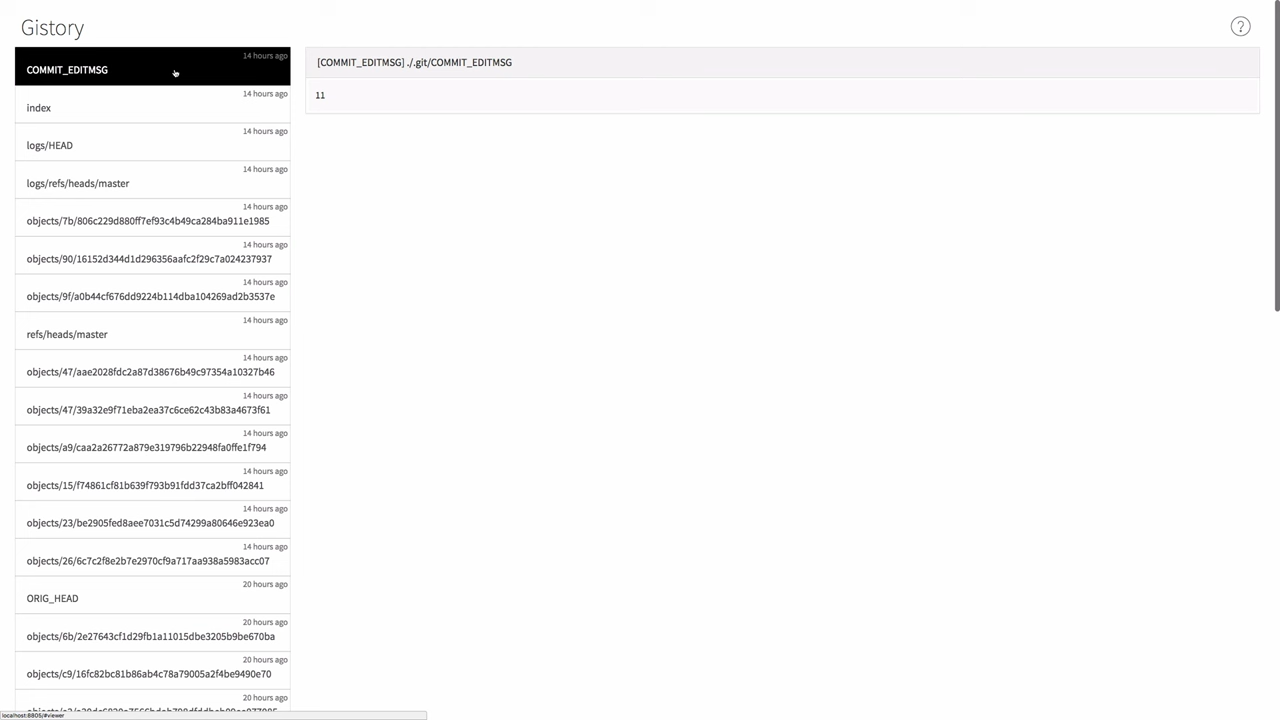 Gistory
?
14 hours ago
COMMIT_EDITMSG
14 hours ago
index
14 hours ago
logs/HEAD
14 hours ago
logs/refs/heads/master
14 hours ago
objects/7b/806c229d880ff7ef93c4b49ca284ba911e1985
14 hours ago
objects/90/16152d344d1d296356aafc2f29c7a024237937
14 hours ago
objects/9f/a0b44cf676dd9224b114dba104269ad2b3537e
14 hours ago
refs/heads/master
14 hours ago
objects/47/aae2028fdc2a87d38676b49c97354a10327b46
14 hours ago
objects/47/39a32e9f71eba2ea37c6ce62c43b83a4673f61
14 hours ago
objects/a9/caa2a26772a879e319796b22948fa0ffe1f794
14 hours ago
objects/15/f74861cf81b639f793b91fdd37ca2bff042841
14 hours ago
objects/23/be2905fed8aee7031c5d74299a80646e923ea0
14 hours ago
objects/26/6c7c2f8e2b7e2970cf9a717aa938a5983acc07
20 hours ago
ORIG_HEAD
20 hours ago
objects/6b/2e27643cf1d29fb1a11015dbe3205b9be670ba
20 hours ago
objects/c9/16fc82bc81b86ab4c78a79005a2f4be9490e70
20 hours ago
localhost:8805/#viewer
[COMMIT_EDITMSG] ./.git/COMMIT_EDITMSG
11